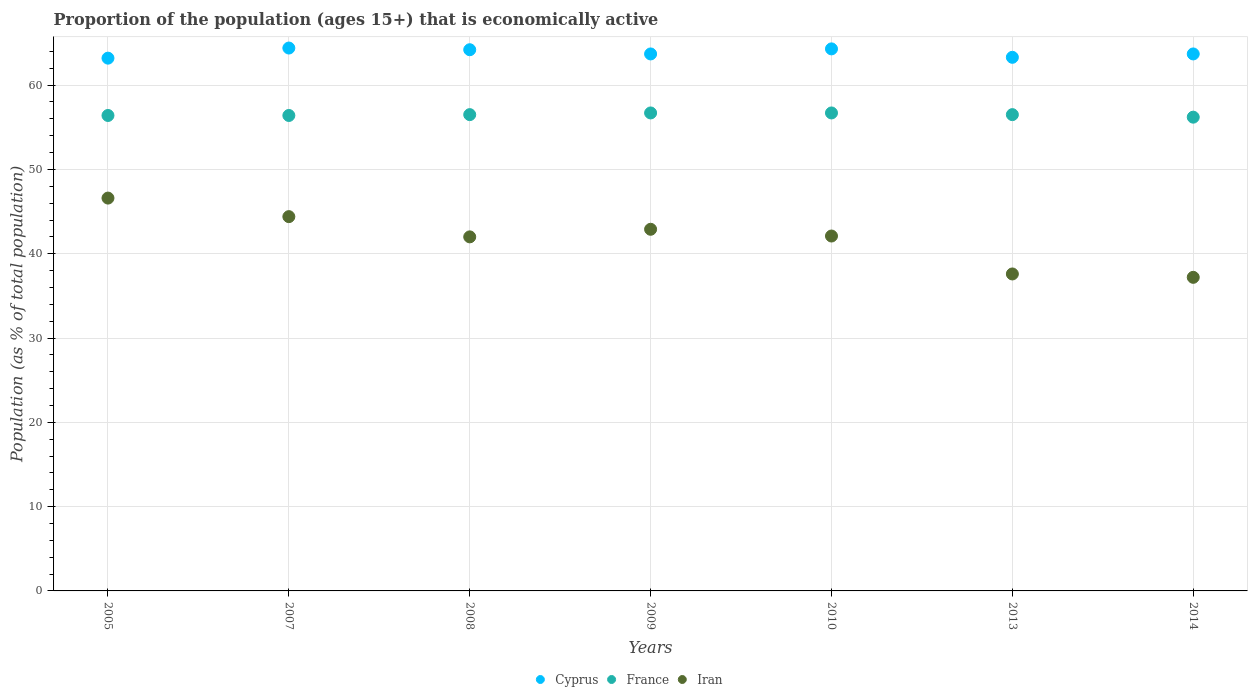 Proportion of the population (ages 15+) that is economically active
Population (as % of total population)
60
50
40
30
20
10
0
2005 2007 2008 2009 2010 2013 2014
Years
Cyprus France Iran